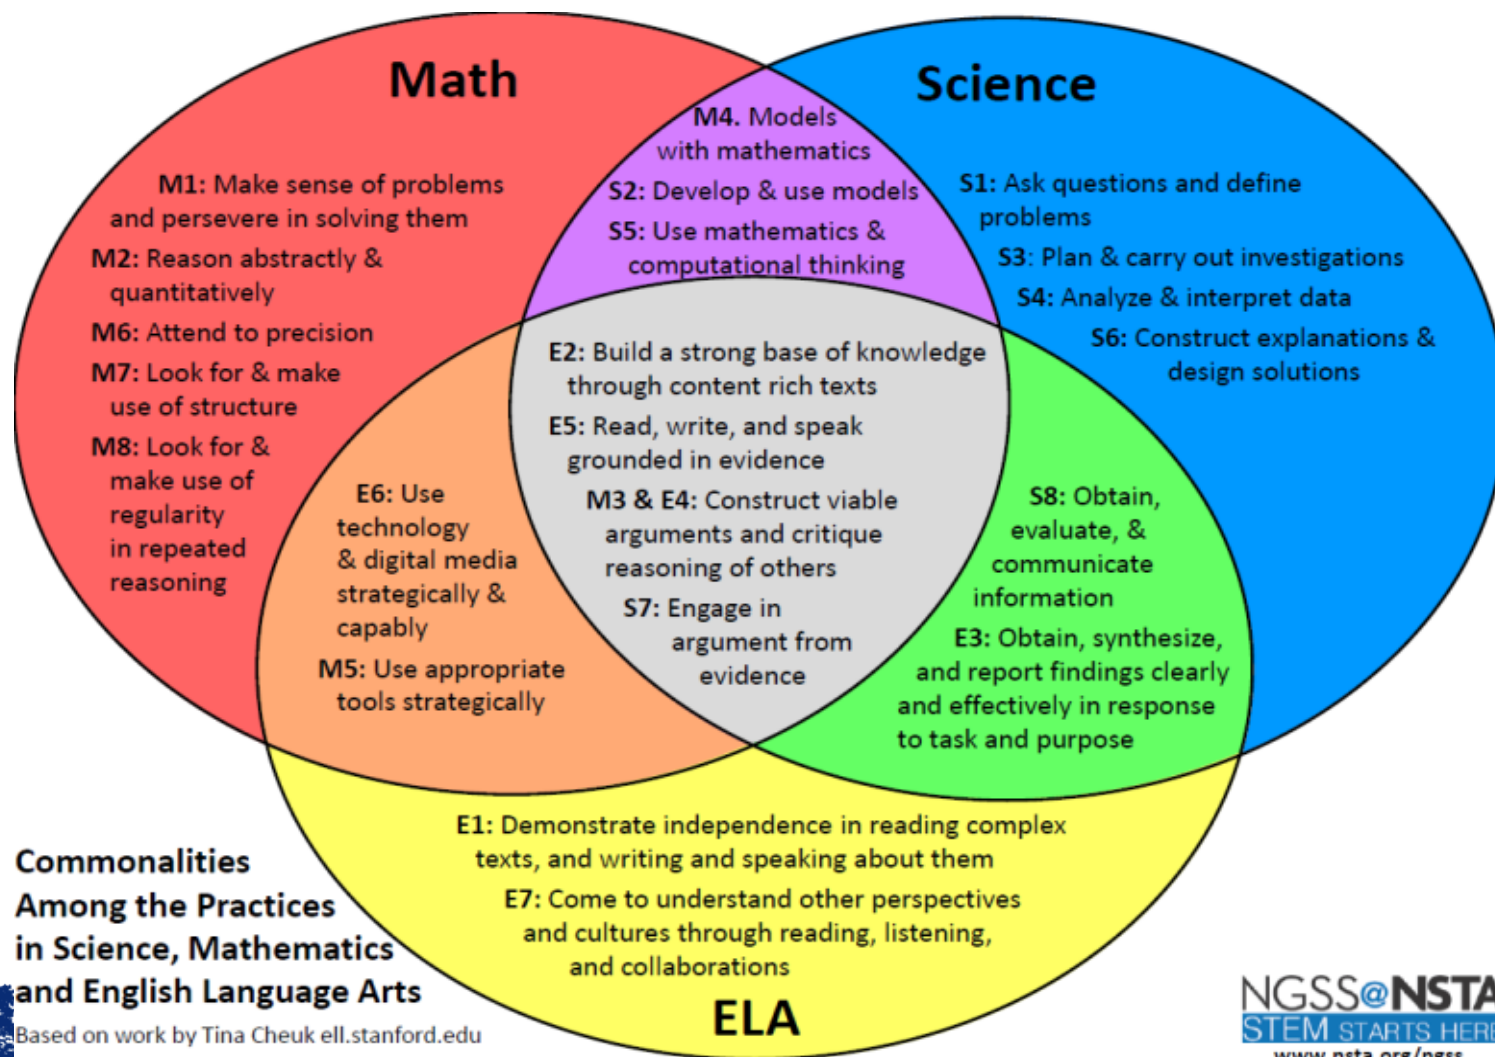 Math
Science
M4. Models
with mathematics
S2: Develop & use models
S5: Use mathematics &
computational thinking
M1: Make sense of problems
and persevere in solving them
M2: Reason abstractly &
quantitatively
M6: Attend to precision
M7: Look for & make
use of structure
M8: Look for &
make use of
regularity
in repeated
reasoning
S1: Ask questions and define
problems
S3: Plan & carry out investigations
S4: Analyze & interpret data
S6: Construct explanations &
design solutions
E2: Build a strong base of knowledge
through content rich texts
E5: Read, write, and speak
grounded in evidence
M3 & E4: Construct viable
arguments and critique
reasoning of others
S7: Engage in
argument from
evidence
E6: Use
technology
& digital media
strategically &
capably
M5: Use appropriate
tools strategically
S8: Obtain,
evaluate, &
communicate
information
E3: Obtain, synthesize,
and report findings clearly
and effectively in response
to task and purpose
E1: Demonstrate independence in reading complex
texts, and writing and speaking about them
E7: Come to understand other perspectives
and cultures through reading, listening,
and collaborations
ELA
Commonalities
Among the Practices
in Science, Mathematics
and English Language Arts
Based on work by Tina Cheuk ell.stanford.edu
NGSS@NSTA
STEM STARTS HERE
www.nsta.org/ngss